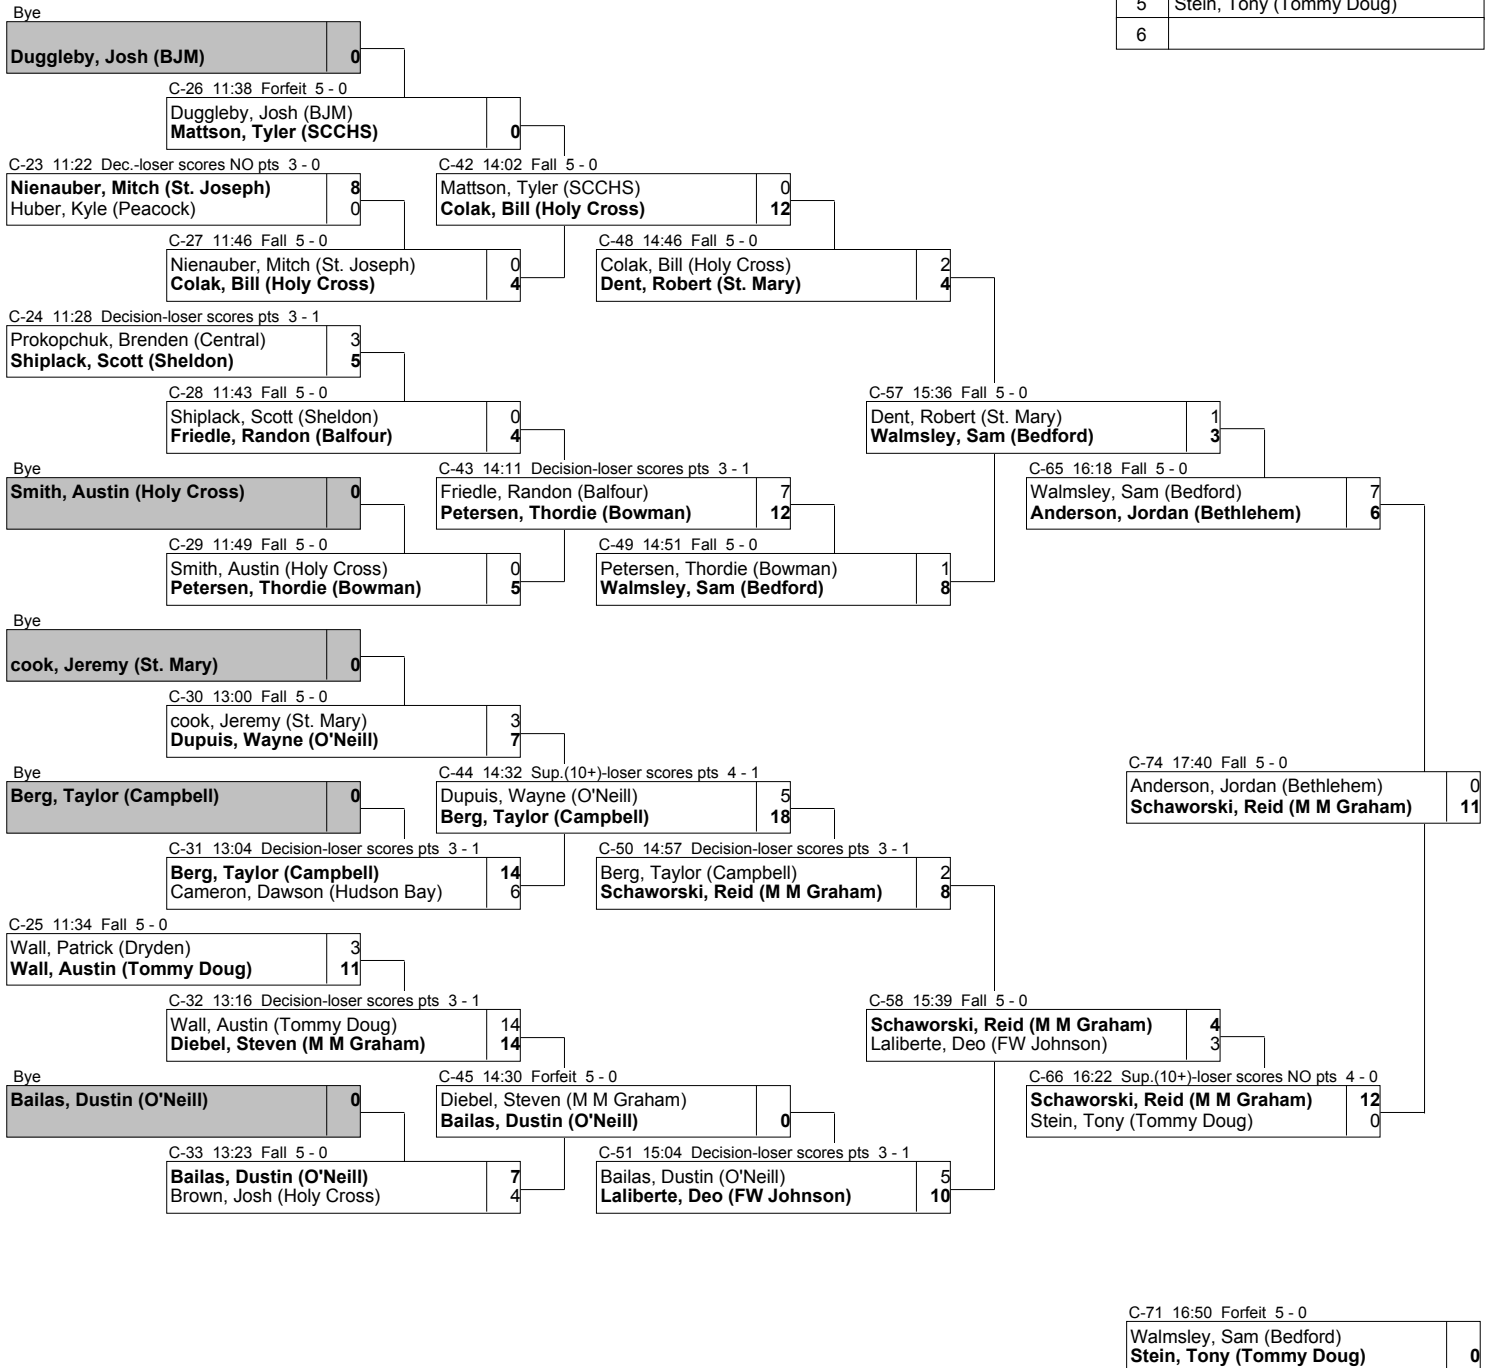 5 Stein, Tony (Tommy Doug)
6
Bye
Duggleby, Josh (BJM) 0
C-26 11:38 Forfeit 5 - 0
Duggleby, Josh (BJM)
Mattson, Tyler (SCCHS) 0
C-23 11:22 Dec.-loser scores NO pts 3 - 0
Nienauber, Mitch (St. Joseph) 8
Huber, Kyle (Peacock) 0
C-42 14:02 Fall 5 - 0
Mattson, Tyler (SCCHS) 0
Colak, Bill (Holy Cross) 12
C-27 11:46 Fall 5 - 0
Nienauber, Mitch (St. Joseph) 0
Colak, Bill (Holy Cross) 4
C-48 14:46 Fall 5 - 0
Colak, Bill (Holy Cross) 2
Dent, Robert (St. Mary) 4
C-24 11:28 Decision-loser scores pts 3 - 1
Prokopchuk, Brenden (Central) 3
Shiplack, Scott (Sheldon) 5
C-28 11:43 Fall 5 - 0
Shiplack, Scott (Sheldon) 0
Friedle, Randon (Balfour) 4
C-57 15:36 Fall 5 - 0
Dent, Robert (St. Mary) 1
Walmsley, Sam (Bedford) 3
Bye
Smith, Austin (Holy Cross) 0
C-43 14:11 Decision-loser scores pts 3 - 1
Friedle, Randon (Balfour) 7
Petersen, Thordie (Bowman) 12
C-65 16:18 Fall 5 - 0
Walmsley, Sam (Bedford) 7
Anderson, Jordan (Bethlehem) 6
C-29 11:49 Fall 5 - 0
Smith, Austin (Holy Cross) 0
Petersen, Thordie (Bowman) 5
C-49 14:51 Fall 5 - 0
Petersen, Thordie (Bowman) 1
Walmsley, Sam (Bedford) 8
Bye
cook, Jeremy (St. Mary) 0
C-30 13:00 Fall 5 - 0
cook, Jeremy (St. Mary) 3
Dupuis, Wayne (O'Neill) 7
C-74 17:40 Fall 5 - 0
Anderson, Jordan (Bethlehem) 0
Schaworski, Reid (M M Graham) 11
Bye
Berg, Taylor (Campbell) 0
C-44 14:32 Sup.(10+)-loser scores pts 4 - 1
Dupuis, Wayne (O'Neill) 5
Berg, Taylor (Campbell) 18
C-31 13:04 Decision-loser scores pts 3 - 1
Berg, Taylor (Campbell) 14
Cameron, Dawson (Hudson Bay) 6
C-50 14:57 Decision-loser scores pts 3 - 1
Berg, Taylor (Campbell) 2
Schaworski, Reid (M M Graham) 8
C-25 11:34 Fall 5 - 0
Wall, Patrick (Dryden) 3
Wall, Austin (Tommy Doug) 11
C-32 13:16 Decision-loser scores pts 3 - 1
Wall, Austin (Tommy Doug) 14
Diebel, Steven (M M Graham) 14
C-58 15:39 Fall 5 - 0
Schaworski, Reid (M M Graham) 4
Laliberte, Deo (FW Johnson) 3
Bye
Bailas, Dustin (O'Neill) 0
C-45 14:30 Forfeit 5 - 0
Diebel, Steven (M M Graham)
Bailas, Dustin (O'Neill) 0
C-66 16:22 Sup.(10+)-loser scores NO pts 4 - 0
Schaworski, Reid (M M Graham) 12
Stein, Tony (Tommy Doug) 0
C-33 13:23 Fall 5 - 0
Bailas, Dustin (O'Neill) 7
Brown, Josh (Holy Cross) 4
C-51 15:04 Decision-loser scores pts 3 - 1
Bailas, Dustin (O'Neill) 5
Laliberte, Deo (FW Johnson) 10
C-71 16:50 Forfeit 5 - 0
Walmsley, Sam (Bedford)
Stein, Tony (Tommy Doug) 0